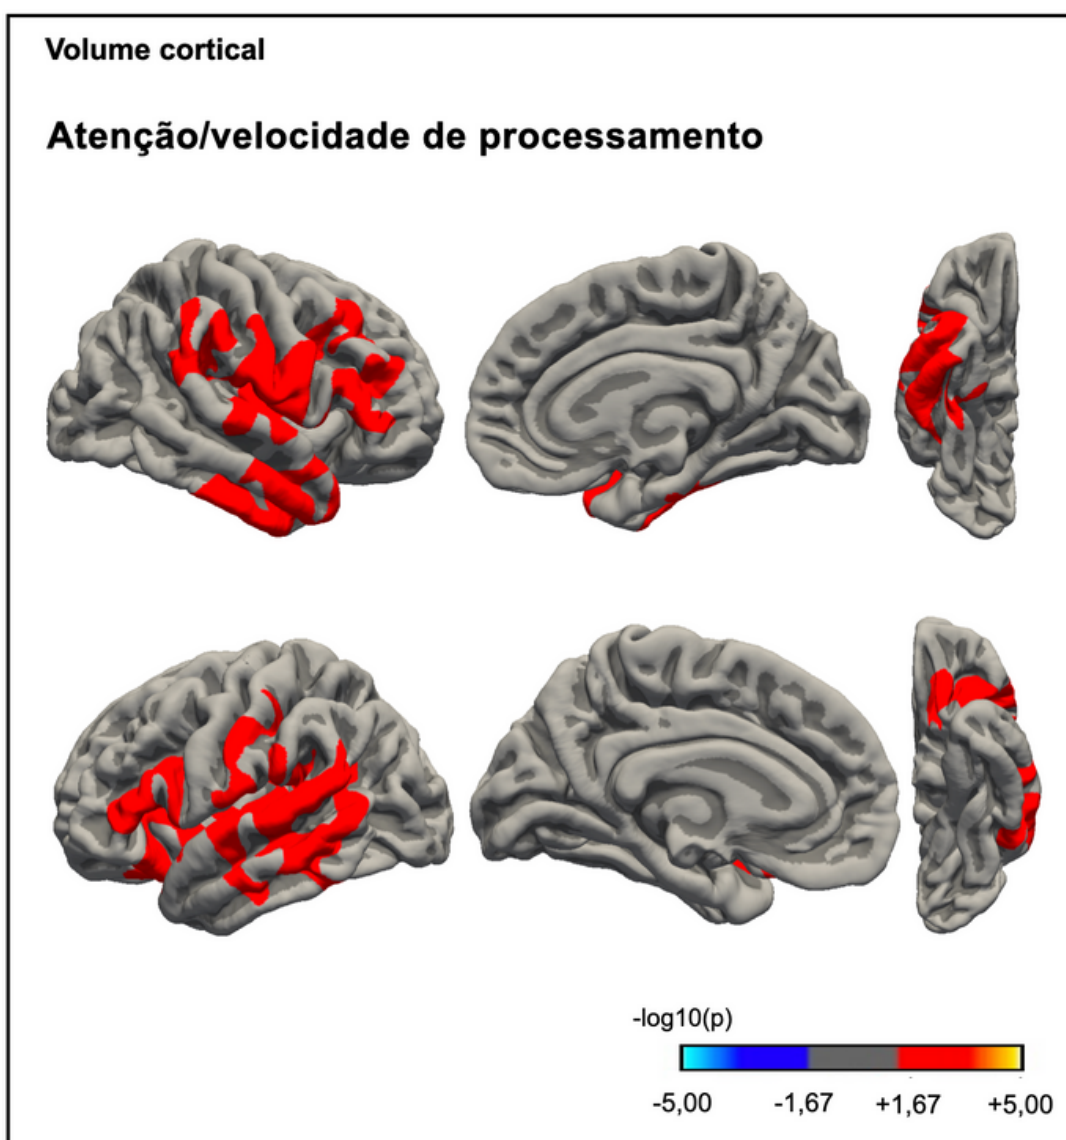 Volume cortical
Atenção/velocidade de processamento
-log10(p)
-5,00 -1,67 +1,67 +5,00